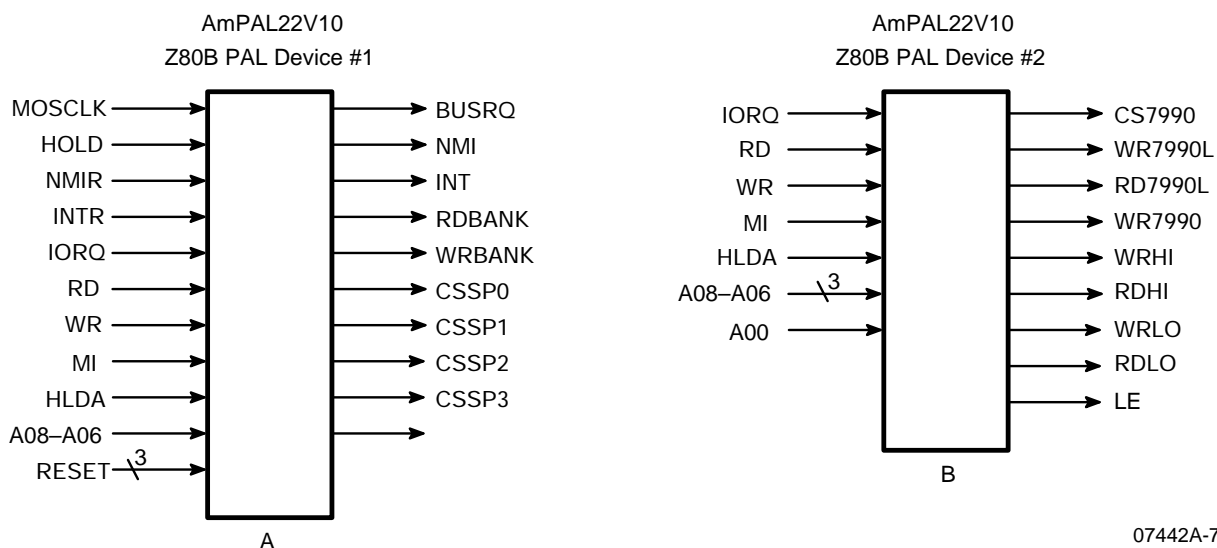 AmPAL22V10
Z80B PAL Device #1
MOSCLK
HOLD
NMIR
INTR
IORQ
RD
WR
MI
HLDA
A08–A06
RESET
3
BUSRQ
NMI
INT
RDBANK
WRBANK
CSSP0
CSSP1
CSSP2
CSSP3
A
AmPAL22V10
Z80B PAL Device #2
IORQ
RD
WR
MI
HLDA
A08–A06
3
A00
CS7990
WR7990L
RD7990L
WR7990
WRHI
RDHI
WRLO
RDLO
LE
B
07442A-7